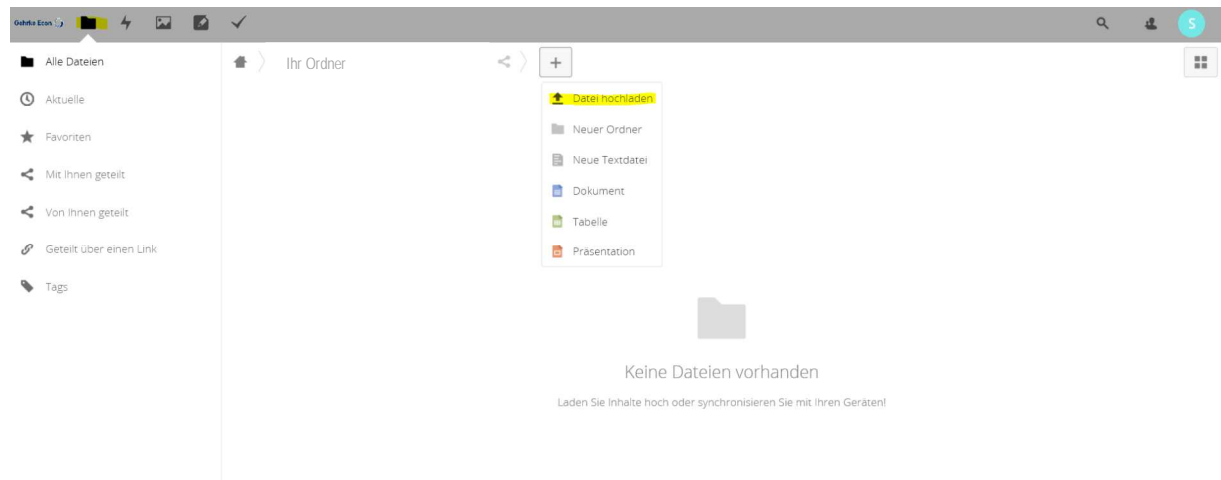 Gehrke Econ
S
Alle Dateien
Ihr Ordner
Aktuelle
Datei hochladen
Favoriten
Neuer Ordner
Mit Ihnen geteilt
Neue Textdatei
Von Ihnen geteilt
Dokument
Geteilt über einen Link
Tabelle
Tags
Präsentation
Keine Dateien vorhanden
Laden Sie Inhalte hoch oder synchronisieren Sie mit Ihren Geräten!